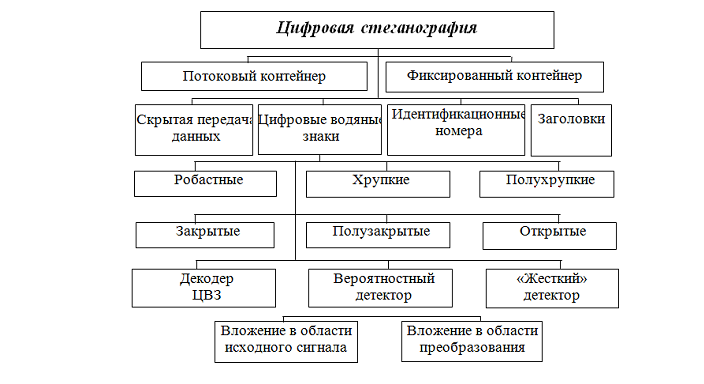 Цифровая стеганография
Потоковый контейнер
Фиксированный контейнер
Скрытая передача
данных
Цифровые водяные
знаки
Идентификационные
номера
Заголовки
Робастные
Хрупкие
Полухрупкие
Закрытые
Полузакрытые
Открытые
Декодер
ЦВЗ
Вероятностный
детектор
«Жесткий»
детектор
Вложение в области
исходного сигнала
Вложение в области
преобразования